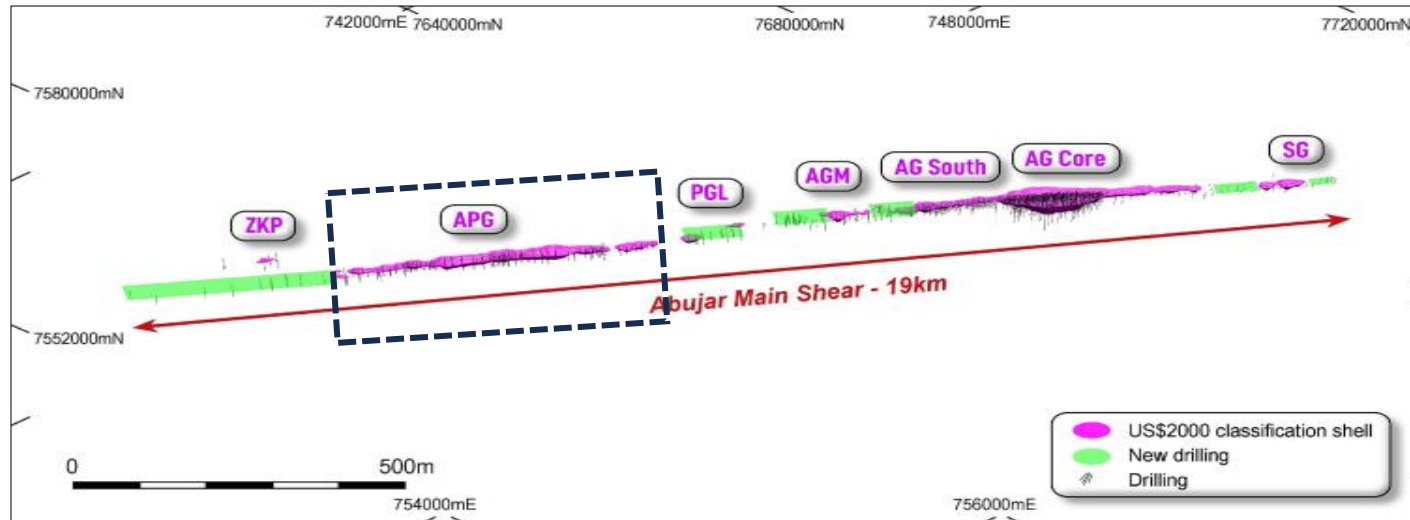 742000mE
7640000mN
7680000mN
748000mE
7720000mN
7580000mN
SG
AG Core
AG South
AGM
PGL
APG
ZKP
Abujar Main Shear - 19km
7552000mN
US$2000 classification shell
New drilling
Drilling
0 500m
754000mE
756000mE